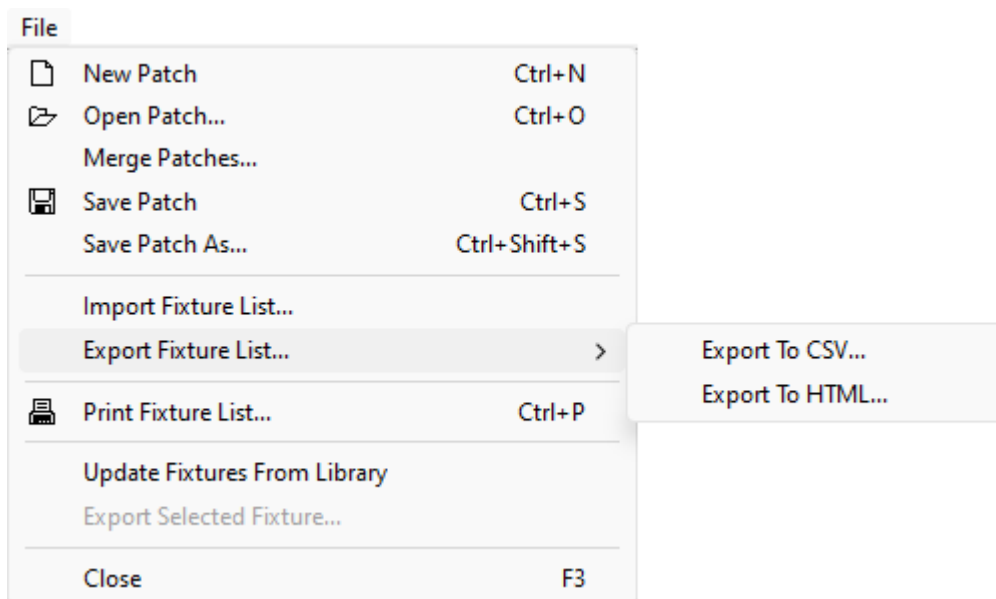 File
New Patch Ctrl+N
Open Patch... Ctrl+O
Merge Patches...
Save Patch Ctrl+S
Save Patch As... Ctrl+Shift+S
Import Fixture List...
Export Fixture List... >
Export To CSV...
Export To HTML...
Print Fixture List... Ctrl+P
Update Fixtures From Library
Export Selected Fixture...
Close F3